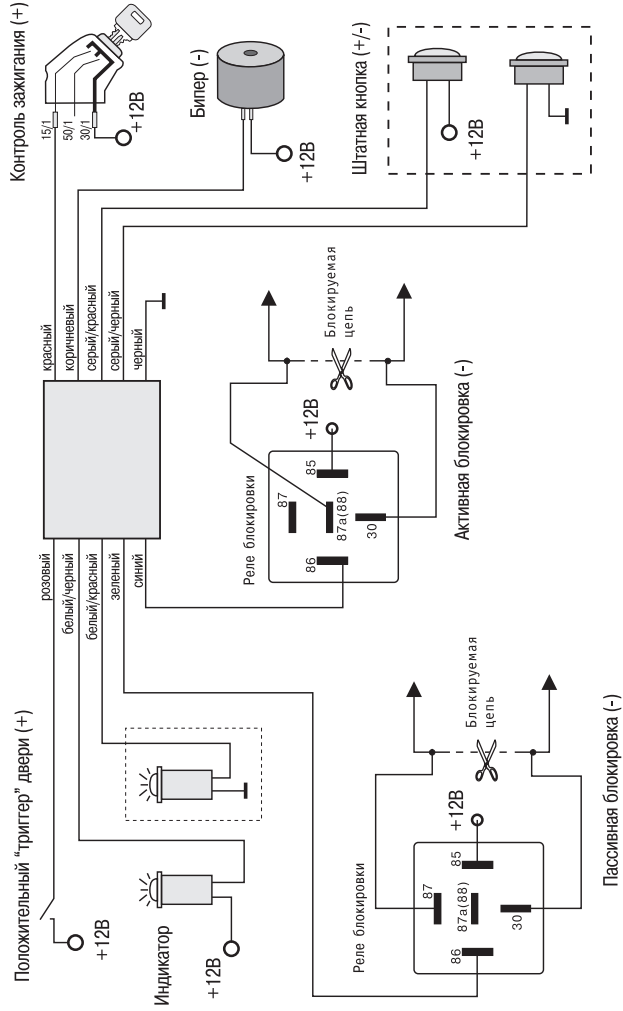 Положительный “триггер” двери (+)
+12В
Индикатор
+12В
розовый
белый/черный
белый/красный
зеленый
синий
красный
коричневый
серый/красный
серый/черный
черный
Контроль зажигания (+)
15/1
50/1
30/1
+12В
Бипер (-)
+12В
Штатная кнопка (+/-)
+12В
Реле блокировки
86
87
87а(88)
85
30
+12В
Блокируемая
цепь
Активная блокировка (-)
Реле блокировки
86
87
87а(88)
85
30
+12В
Блокируемая
цепь
Пассивная блокировка (-)